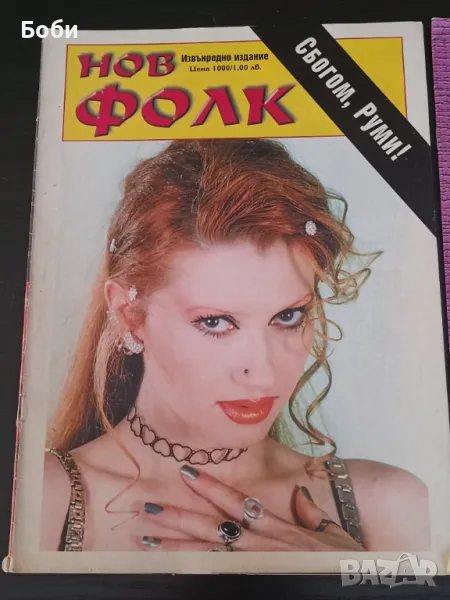 Боби
НОВ
Извънредно издание
Цена 1000/1.00 лв.
ФОЛК
Сбогом, Руми!
BAZAR